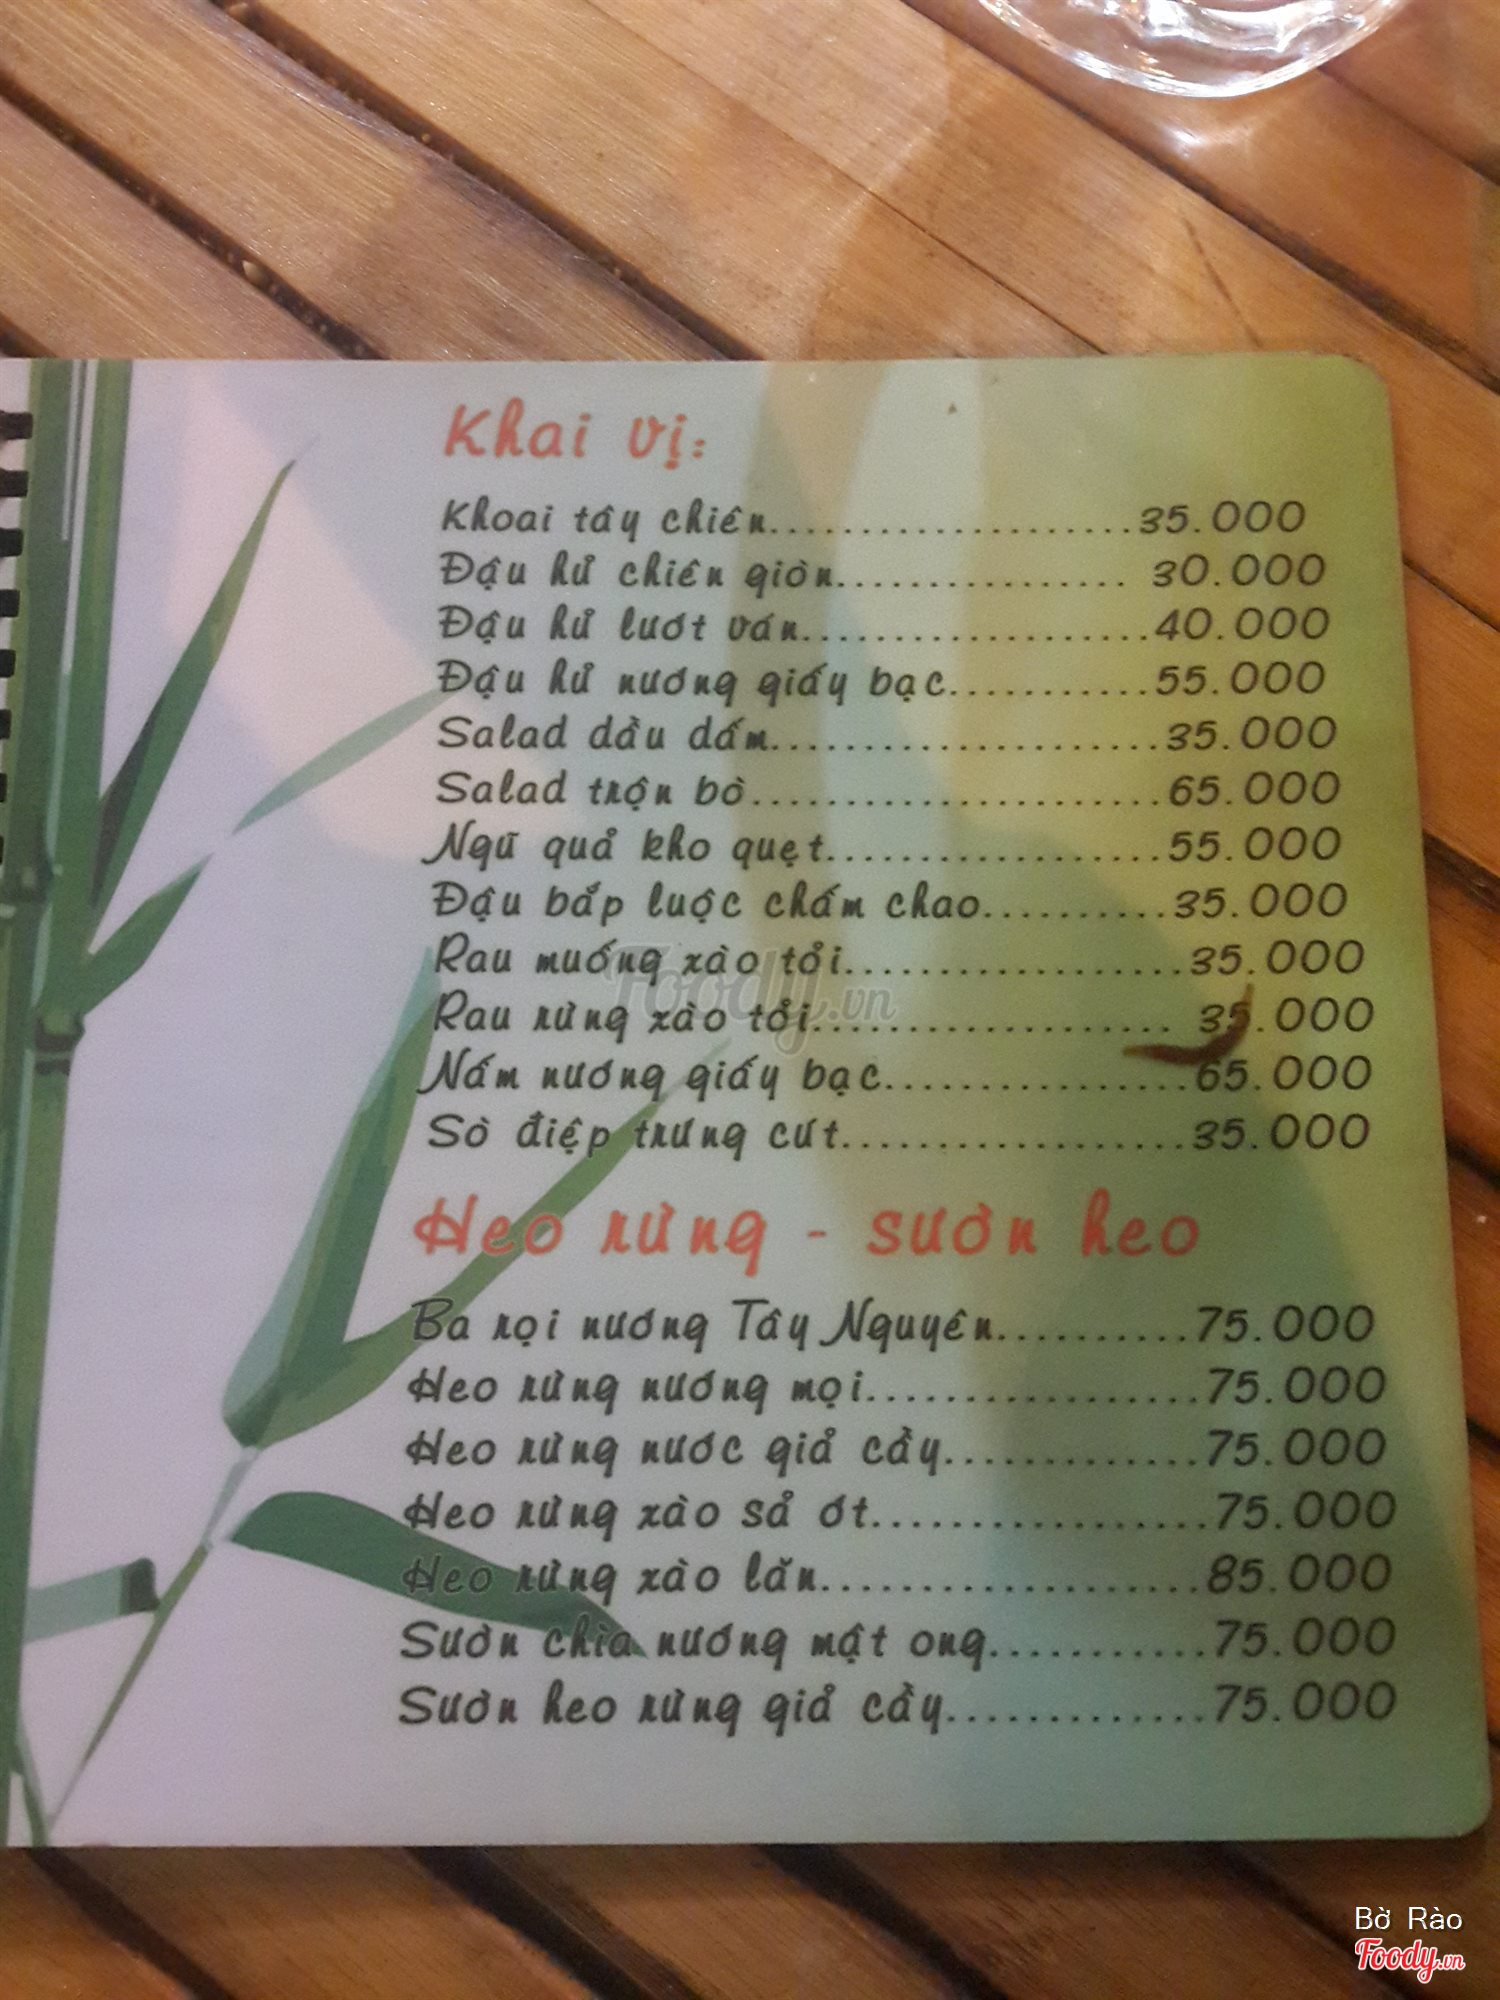 Khai vị:
Khoai tây chiên....................35.000
Đậu hủ chiên giòn................ 30.000
Đậu hủ lướt ván...................40.000
Đậu hủ nướng giấy bạc...........55.000
Salad dầu dấm.....................35.000
Salad trộn bò.......................65.000
Ngũ quả kho quẹt..................55.000
Đậu bắp luộc chấm chao..........35.000
Rau muống xào tỏi...................35.000
Rau rừng xào tỏi.................... 35.000
Nấm nướng giấy bạc................65.000
Sò điệp trứng cút...................35.000
Heo rừng - sườn heo
Ba rọi nướng Tây Nguyên..........75.000
Heo rừng nướng mọi..................75.000
Heo rừng nước giả cầy.............75.000
Heo rừng xào sả ớt..................75.000
Heo rừng xào lăn....................85.000
Sườn chìa nướng mật ong...........75.000
Sườn heo rừng giả cầy.............75.000
Foody.vn
Bờ Rào
Foody.vn